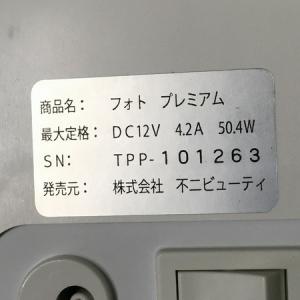 商品名： フォト プレミアム
最大定格： DC12V 4.2A 50.4W
SN: TPP-101263
発売元： 株式会社 不二ビューティ